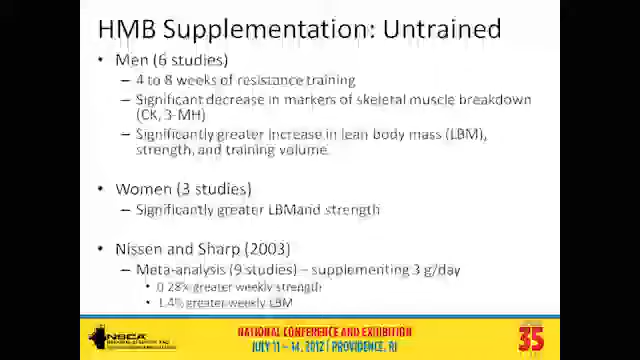 HMB Supplementation: Untrained
• Men (6 studies)
– 4 to 8 weeks of resistance training
– Significant decrease in markers of skeletal muscle breakdown
(CK, 3-MH)
– Significantly greater increase in lean body mass (LBM),
strength, and training volume.
• Women (3 studies)
– Significantly greater LBMand strength
• Nissen and Sharp (2003)
– Meta-analysis (9 studies) – supplementing 3 g/day
• 0.28% greater weekly strength
• 1.4% greater weekly LBM
NSCA
NATIONAL CONFERENCE AND EXHIBITION
JULY 11 – 14, 2012 | PROVIDENCE, RI
35